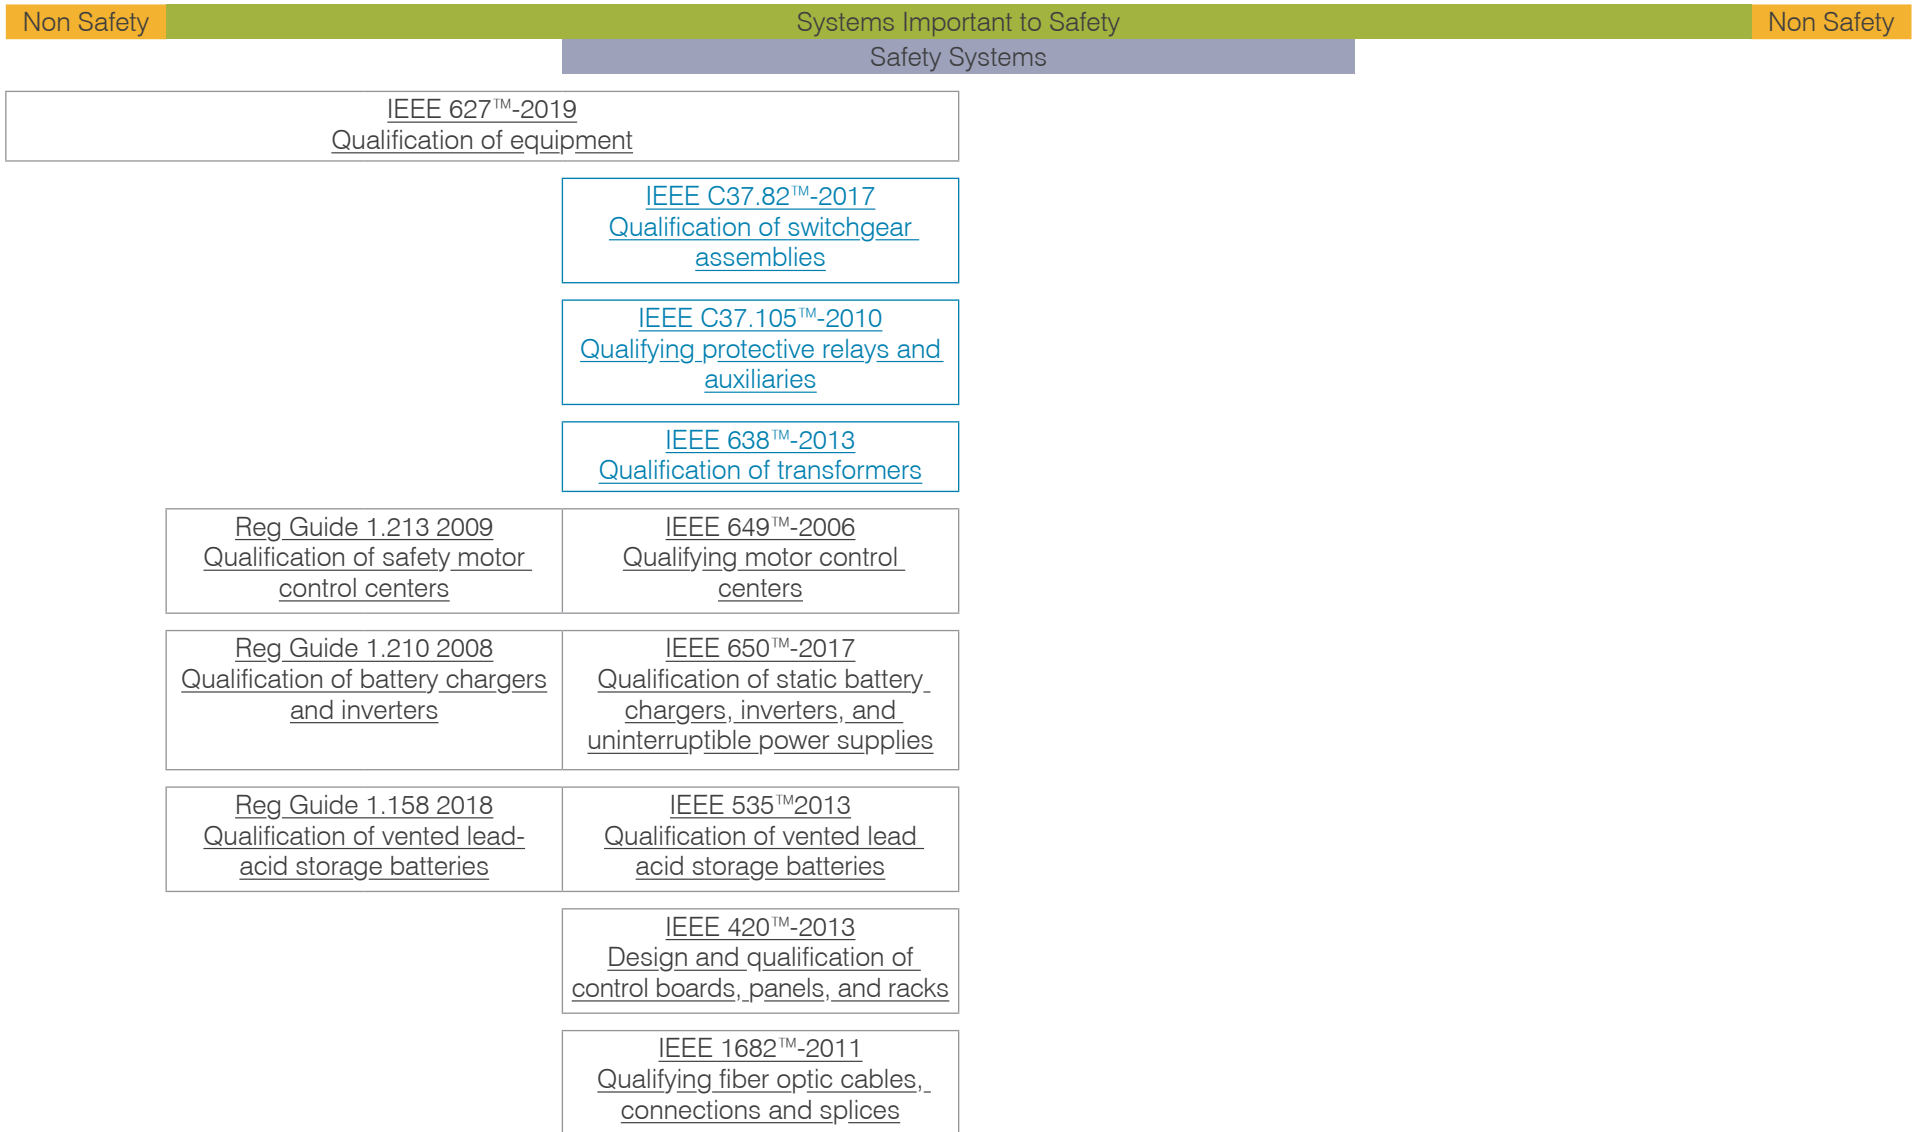 Non Safety
Systems Important to Safety
Non Safety
Safety Systems
IEEE 627™-2019
Qualification of equipment
IEEE C37.82™-2017
Qualification of switchgear
assemblies
IEEE C37.105™-2010
Qualifying protective relays and
auxiliaries
IEEE 638™-2013
Qualification of transformers
Reg Guide 1.213 2009
Qualification of safety motor
control centers
IEEE 649™-2006
Qualifying motor control
centers
Reg Guide 1.210 2008
Qualification of battery chargers
and inverters
IEEE 650™-2017
Qualification of static battery
chargers, inverters, and
uninterruptible power supplies
Reg Guide 1.158 2018
Qualification of vented lead-
acid storage batteries
IEEE 535™2013
Qualification of vented lead
acid storage batteries
IEEE 420™-2013
Design and qualification of
control boards, panels, and racks
IEEE 1682™-2011
Qualifying fiber optic cables,
connections and splices